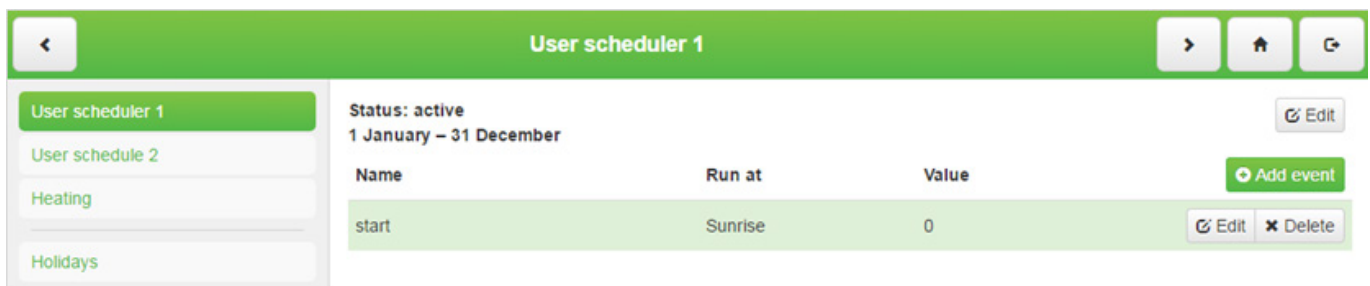 User scheduler 1
User scheduler 1
User schedule 2
Heating
Holidays
Status: active
Edit
1 January – 31 December
Name Run at Value Add event
start Sunrise 0 Edit Delete